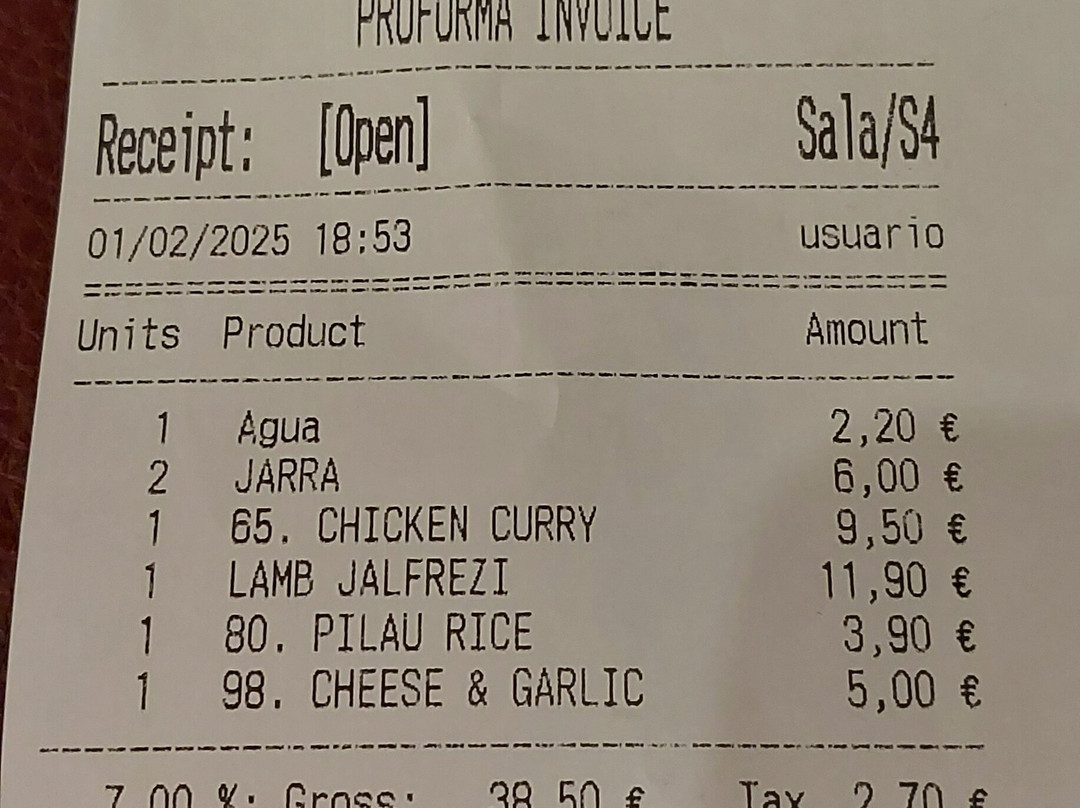 PROFORMA INVOICE
Receipt: [Open] Sala/S4
01/02/2025 18:53 usuario
Units Product Amount
1 Agua 2,20 €
2 JARRA 6,00 €
1 65. CHICKEN CURRY 9,50 €
1 LAMB JALFREZI 11,90 €
1 80. PILAU RICE 3,90 €
1 98. CHEESE & GARLIC 5,00 €
7,00 %: Gross: 38,50 € Tax 2,70 €